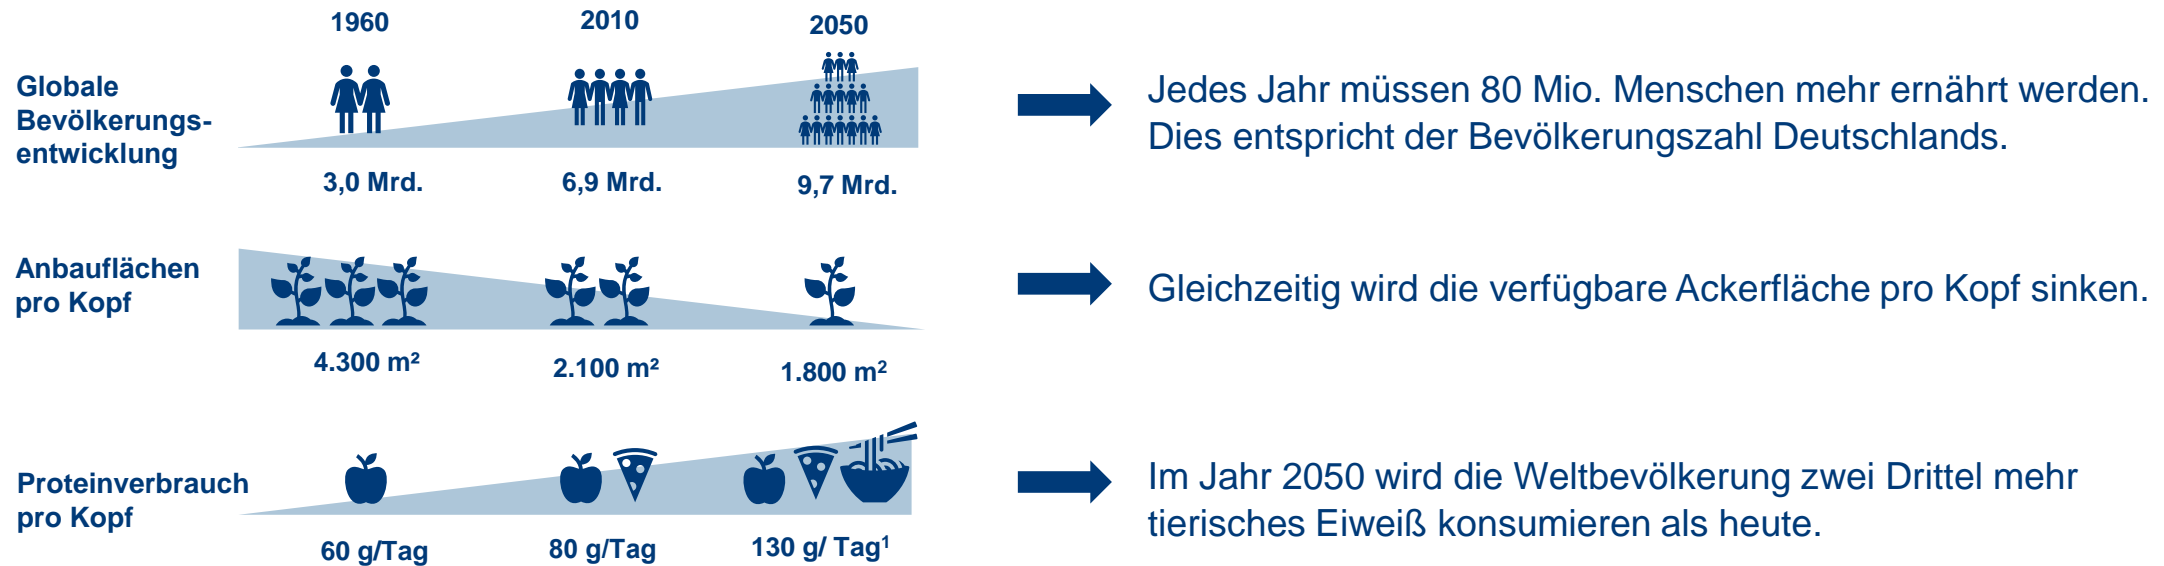 1960
2010
2050
Globale
Bevölkerungs-
entwicklung
3,0 Mrd.
6,9 Mrd.
9,7 Mrd.
Jedes Jahr müssen 80 Mio. Menschen mehr ernährt werden.
Dies entspricht der Bevölkerungszahl Deutschlands.
Anbauflächen
pro Kopf
4.300 m²
2.100 m²
1.800 m²
Gleichzeitig wird die verfügbare Ackerfläche pro Kopf sinken.
Proteinverbrauch
pro Kopf
60 g/Tag
80 g/Tag
130 g/ Tag¹
Im Jahr 2050 wird die Weltbevölkerung zwei Drittel mehr
tierisches Eiweiß konsumieren als heute.